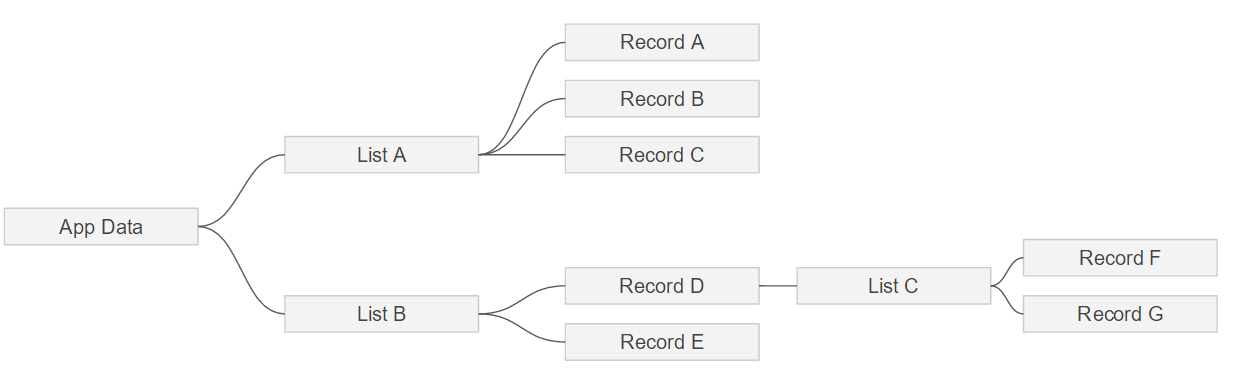 Record A
Record B
List A
Record C
App Data
Record F
Record D
List C
List B
Record G
Record E